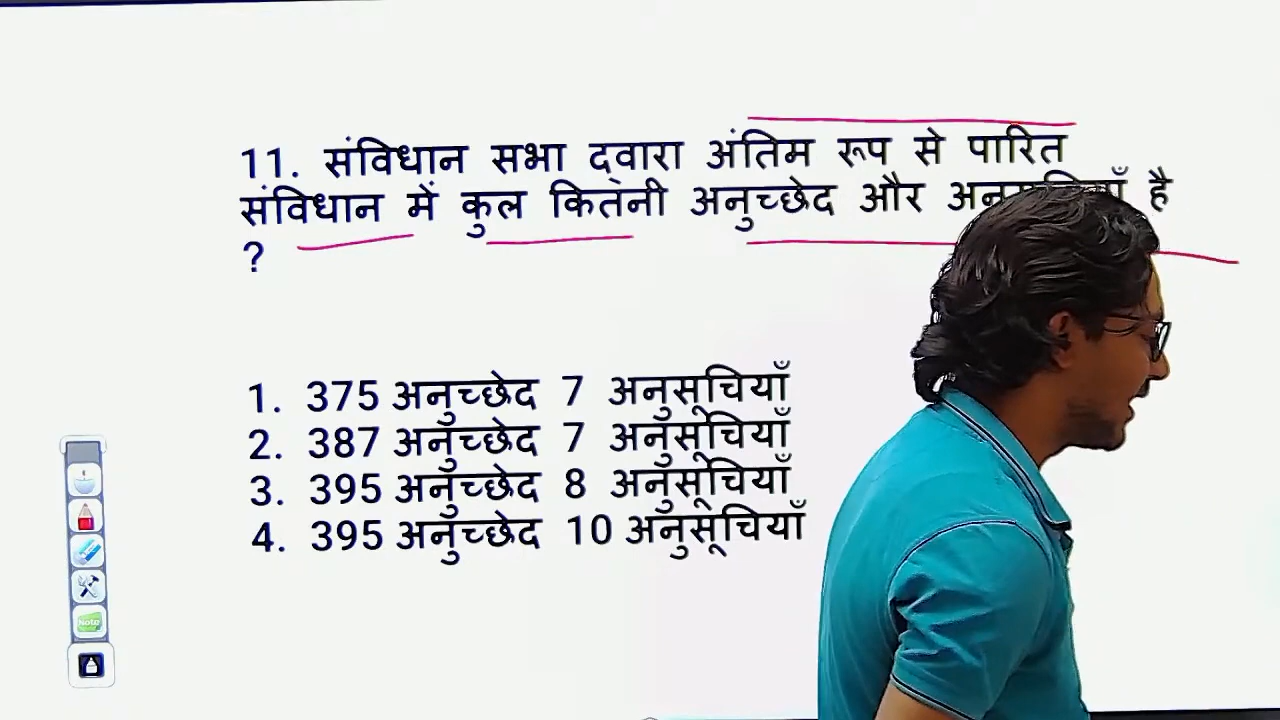 11. संविधान सभा द्वारा अंतिम रूप से पारित
संविधान में कुल कितनी अनुच्छेद और है
?
1. 375 अनुच्छेद 7 अनुसूचियाँ
2. 387 अनुच्छेद 7 अनुसूचियाँ
3. 395 अनुच्छेद 8 अनुसूचियाँ
4. 395 अनुच्छेद 10 अनुसूचियाँ
Note